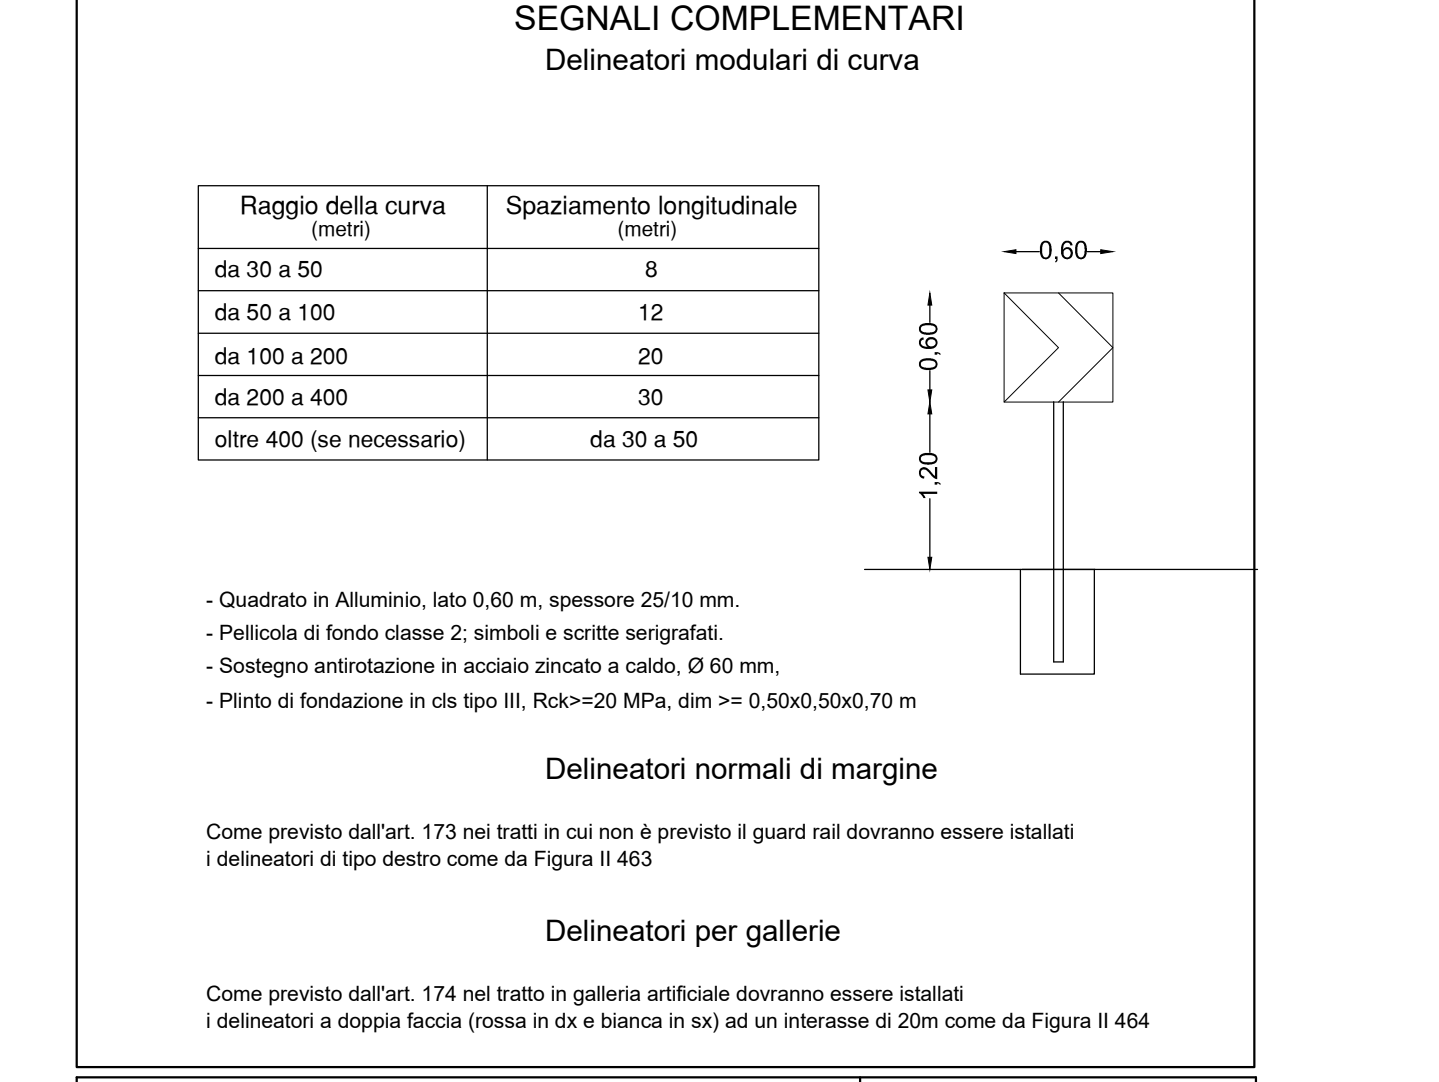 SEGNALI COMPLEMENTARI
Delineatori modulari di curva
Raggio della curva
(metri)
Spaziamento longitudinale
(metri)
da 30 a 50
8
da 50 a 100
12
da 100 a 200
20
da 200 a 400
30
oltre 400 (se necessario)
da 30 a 50
0,60
0,60
1,20
- Quadrato in Alluminio, lato 0,60 m, spessore 25/10 mm.
- Pellicola di fondo classe 2; simboli e scritte serigrafati.
- Sostegno antirotazione in acciaio zincato a caldo, Ø 60 mm,
- Plinto di fondazione in cls tipo III, Rck>=20 MPa, dim >= 0,50x0,50x0,70 m
Delineatori normali di margine
Come previsto dall'art. 173 nei tratti in cui non è previsto il guard rail dovranno essere istallati
i delineatori di tipo destro come da Figura II 463
Delineatori per gallerie
Come previsto dall'art. 174 nel tratto in galleria artificiale dovranno essere istallati
i delineatori a doppia faccia (rossa in dx e bianca in sx) ad un interasse di 20m come da Figura II 464